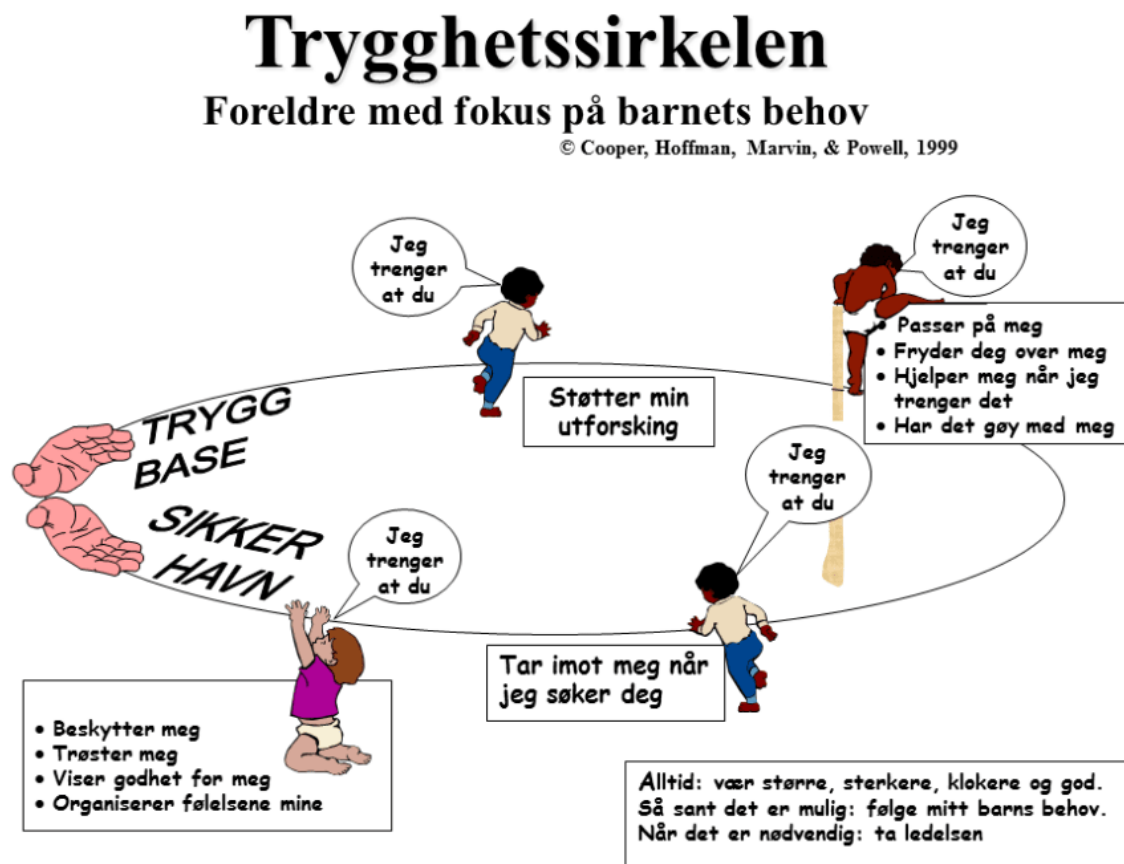 Trygghetssirkelen
Foreldre med fokus på barnets behov
© Cooper, Hoffman, Marvin, & Powell, 1999
Jeg
trenger
at du
Støtter min
utforsking
Jeg
trenger
at du
• Passer på meg
• Fryder deg over meg
• Hjelper meg når jeg
trenger det
• Har det gøy med meg
TRYGG
BASE
SIKKER
HAVN
Jeg
trenger
at du
Tar imot meg når
jeg søker deg
Jeg
trenger
at du
• Beskytter meg
• Trøster meg
• Viser godhet for meg
• Organiserer følelsene mine
Alltid: vær større, sterkere, klokere og god.
Så sant det er mulig: følge mitt barns behov.
Når det er nødvendig: ta ledelsen